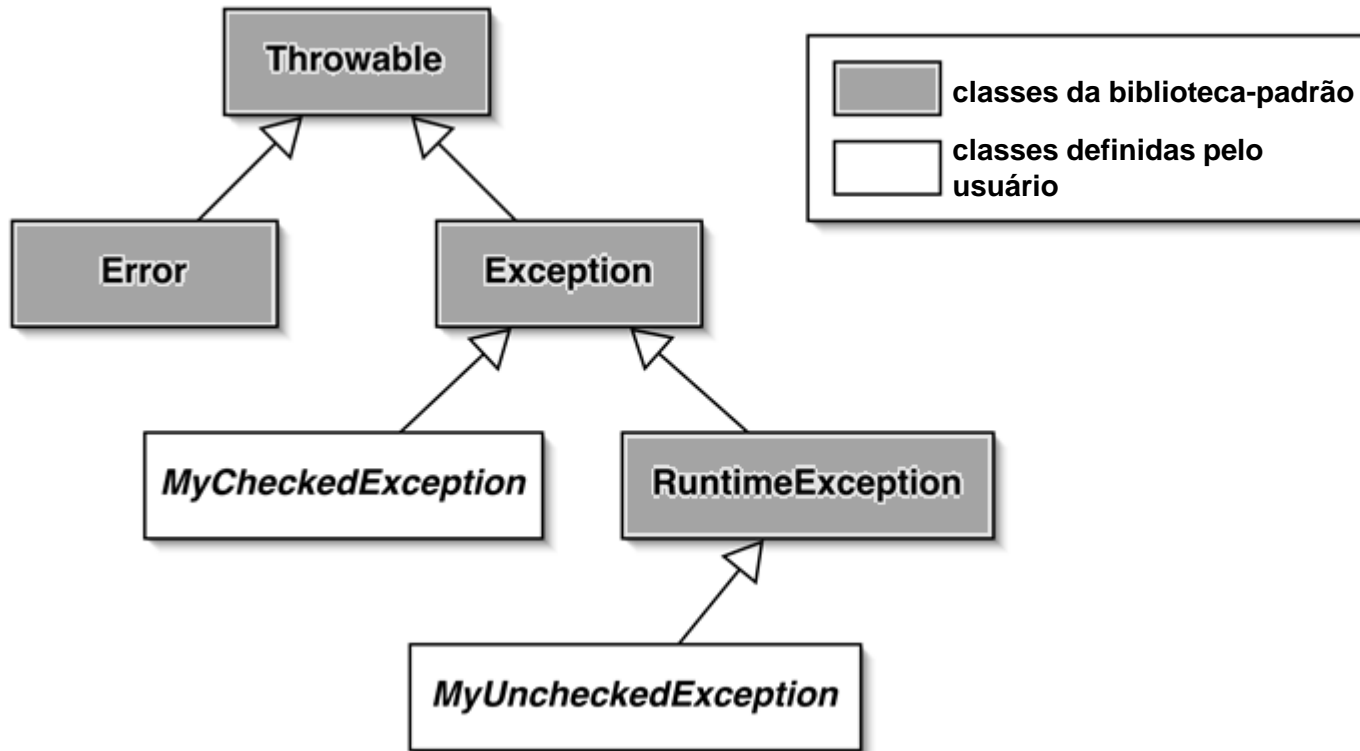 Throwable
classes da biblioteca-padrão
classes definidas pelo
usuário
Error
Exception
MyCheckedException
RuntimeException
MyUncheckedException